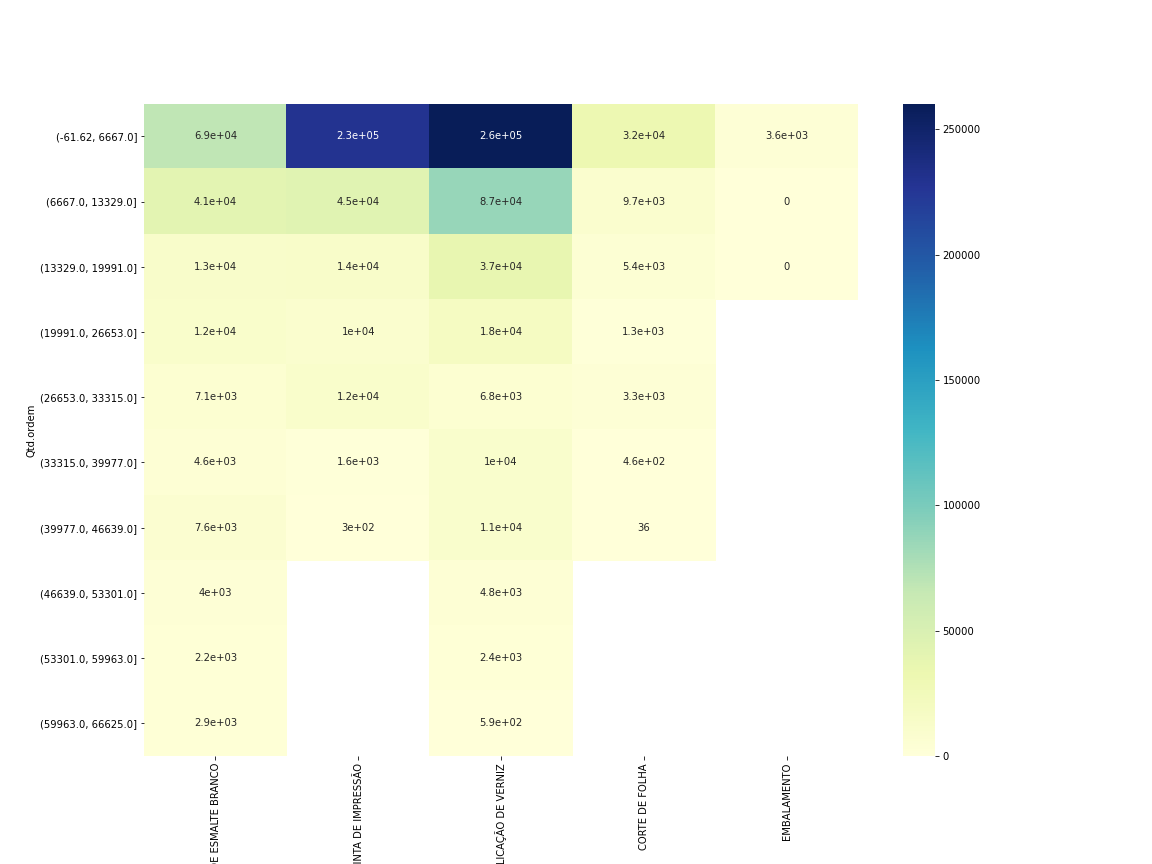 (-61.62, 6667.0] 6.9e+04 2.3e+05 2.6e+05 3.2e+04 3.6e+03
(6667.0, 13329.0] 4.1e+04 4.5e+04 8.7e+04 9.7e+03 0
(13329.0, 19991.0] 1.3e+04 1.4e+04 3.7e+04 5.4e+03 0
(19991.0, 26653.0] 1.2e+04 1e+04 1.8e+04 1.3e+03
(26653.0, 33315.0] 7.1e+03 1.2e+04 6.8e+03 3.3e+03
(33315.0, 39977.0] 4.6e+03 1.6e+03 1e+04 4.6e+02
(39977.0, 46639.0] 7.6e+03 3e+02 1.1e+04 36
(46639.0, 53301.0] 4e+03 4.8e+03
(53301.0, 59963.0] 2.2e+03 2.4e+03
(59963.0, 66625.0] 2.9e+03 5.9e+02
Qtd.ordem
E ESMALTE BRANCO
INTA DE IMPRESSÃO
LICAÇÃO DE VERNIZ
CORTE DE FOLHA
EMBALAMENTO
250000
200000
150000
100000
50000
0